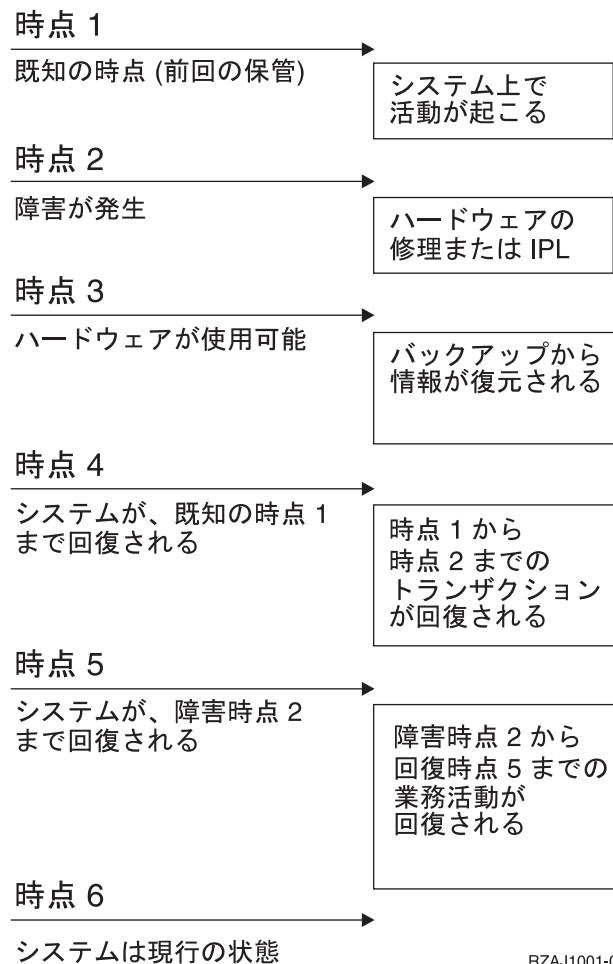 時点 1
既知の時点 (前回の保管)
システム上で
活動が起こる
時点 2
障害が発生
ハードウェアの
修理または IPL
時点 3
ハードウェアが使用可能
バックアップから
情報が復元される
時点 4
システムが、既知の時点 1
まで回復される
時点 1 から
時点 2 までの
トランザクション
が回復される
時点 5
システムが、障害時点 2
まで回復される
障害時点 2 から
回復時点 5 までの
業務活動が
回復される
時点 6
システムは現行の状態
RZAJ1001-0